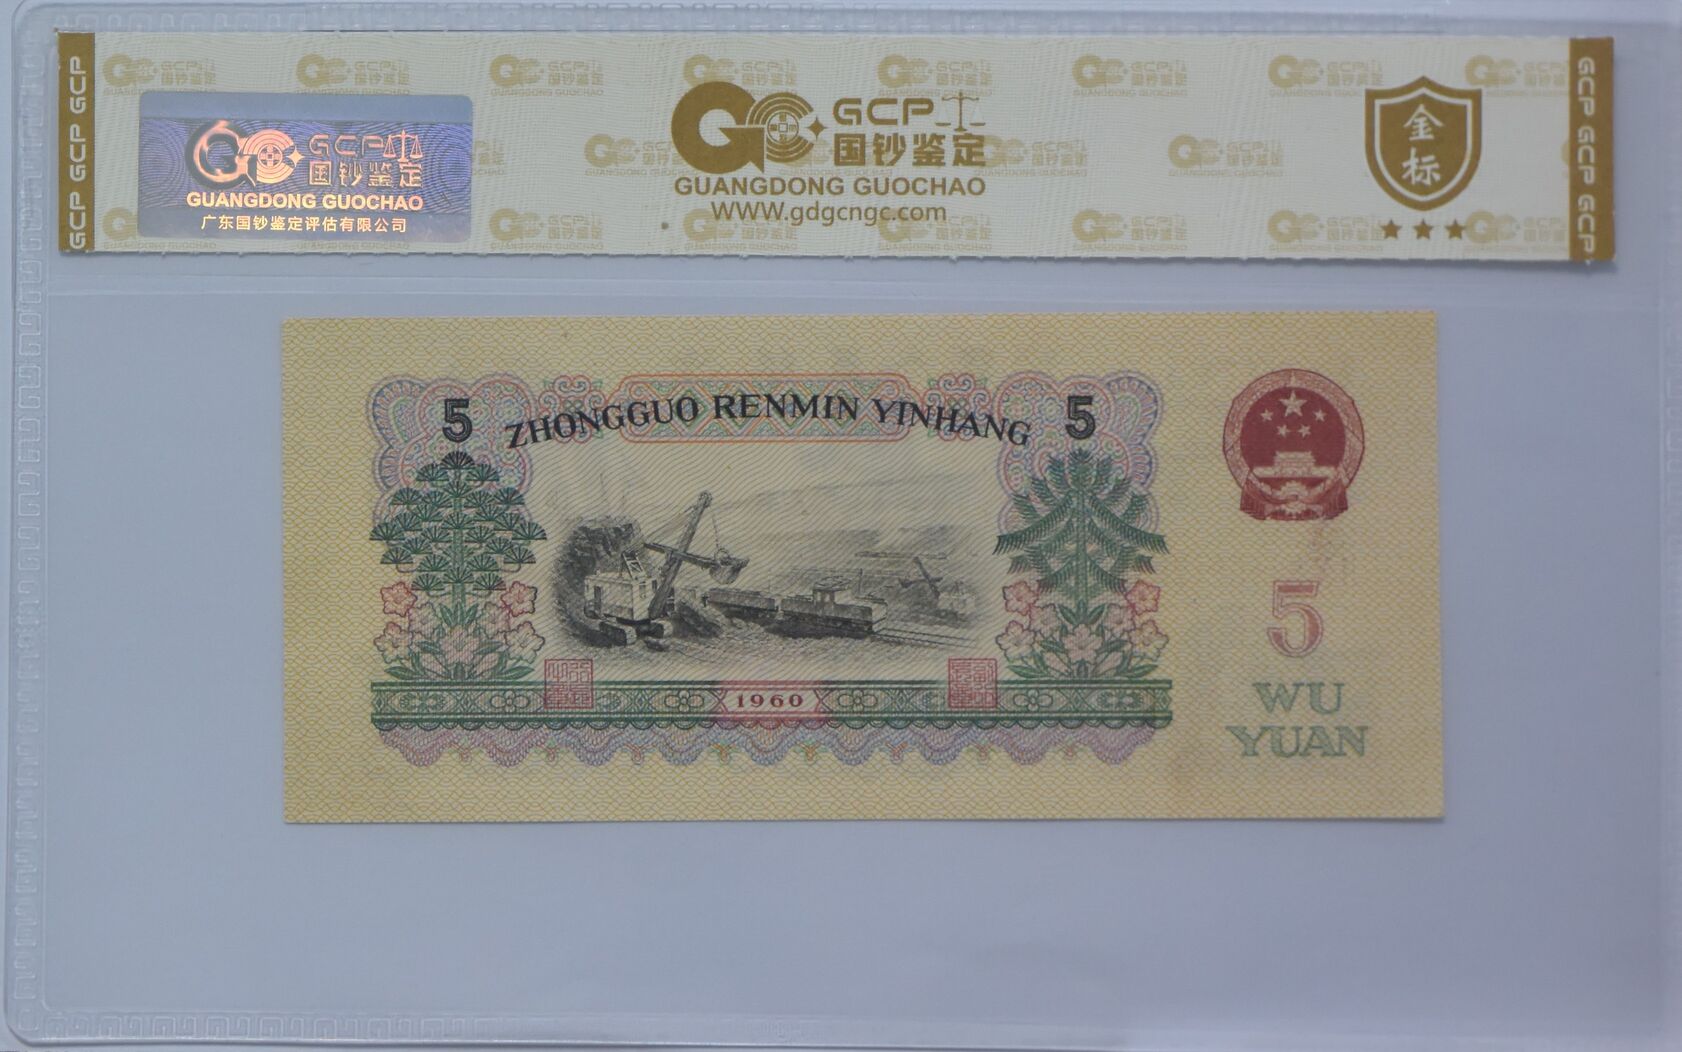 GCP GCP GCP
GCP
国钞鉴定
GUANGDONG GUOCHAO
广东国钞鉴定评估有限公司
GCP
国钞鉴定
GUANGDONG GUOCHAO
WWW.gdgcngc.com
金
标
GCP GCP GCP
5 ZHONGGUO RENMIN YINHANG 5
1960
5
WU
YUAN